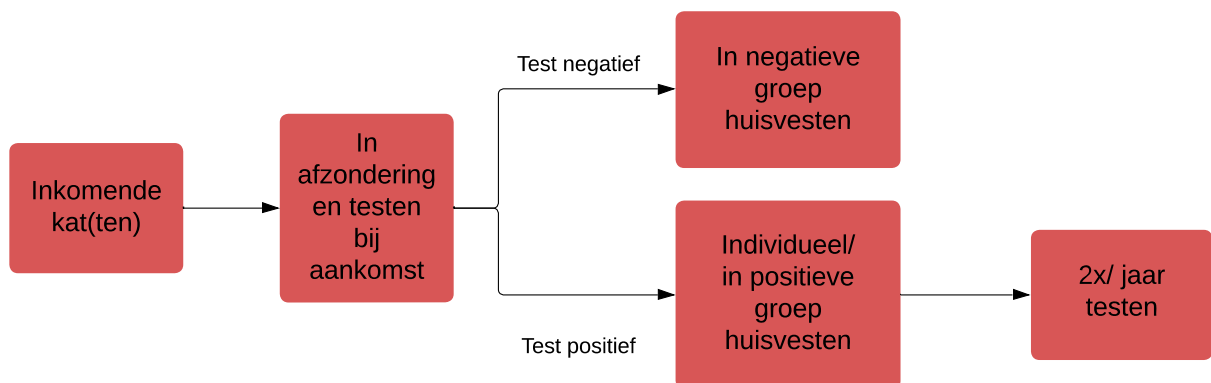 Inkomende
kat(ten)
In
afzondering
en testen
bij
aankomst
Test negatief
In negatieve
groep
huisvesten
Test positief
Individueel/
in positieve
groep
huisvesten
2x/ jaar
testen